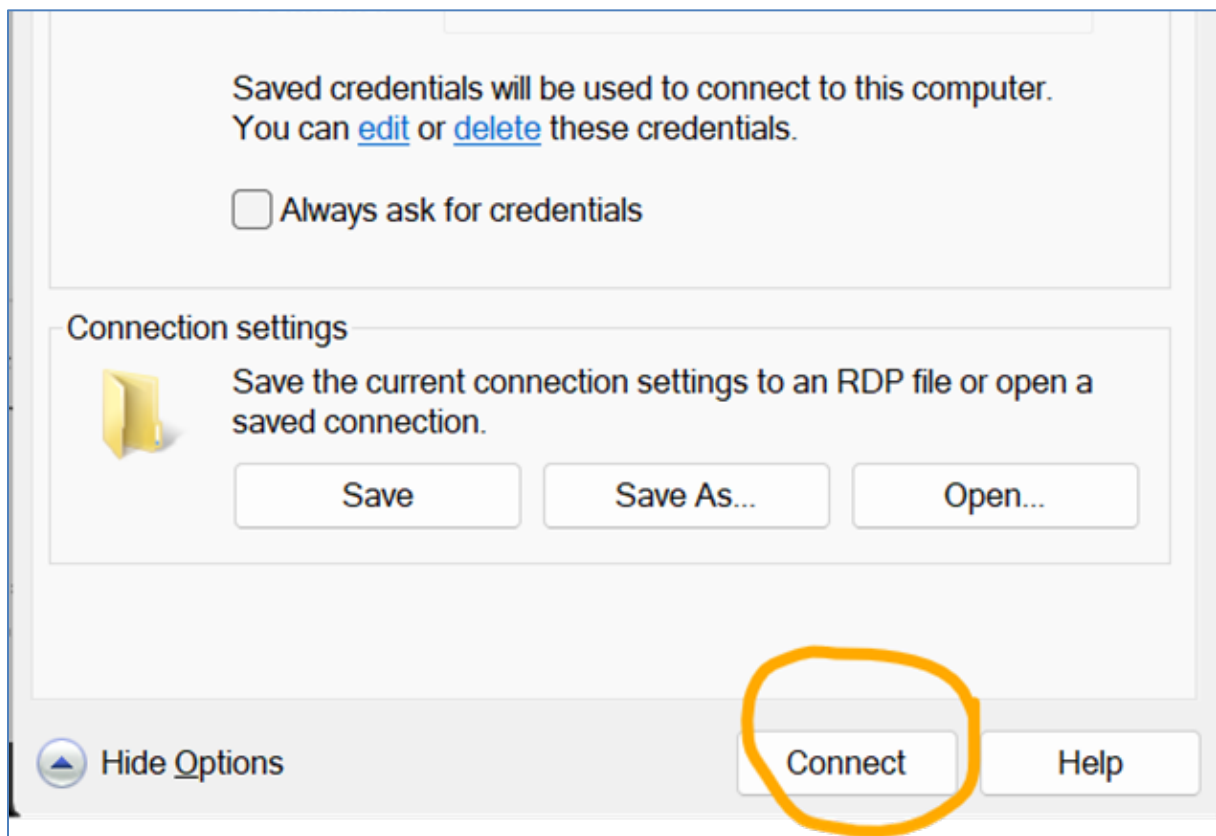 Saved credentials will be used to connect to this computer.
You can edit or delete these credentials.
Always ask for credentials
Connection settings
Save the current connection settings to an RDP file or open a
saved connection.
Save
Save As...
Open...
Hide Options
Connect
Help